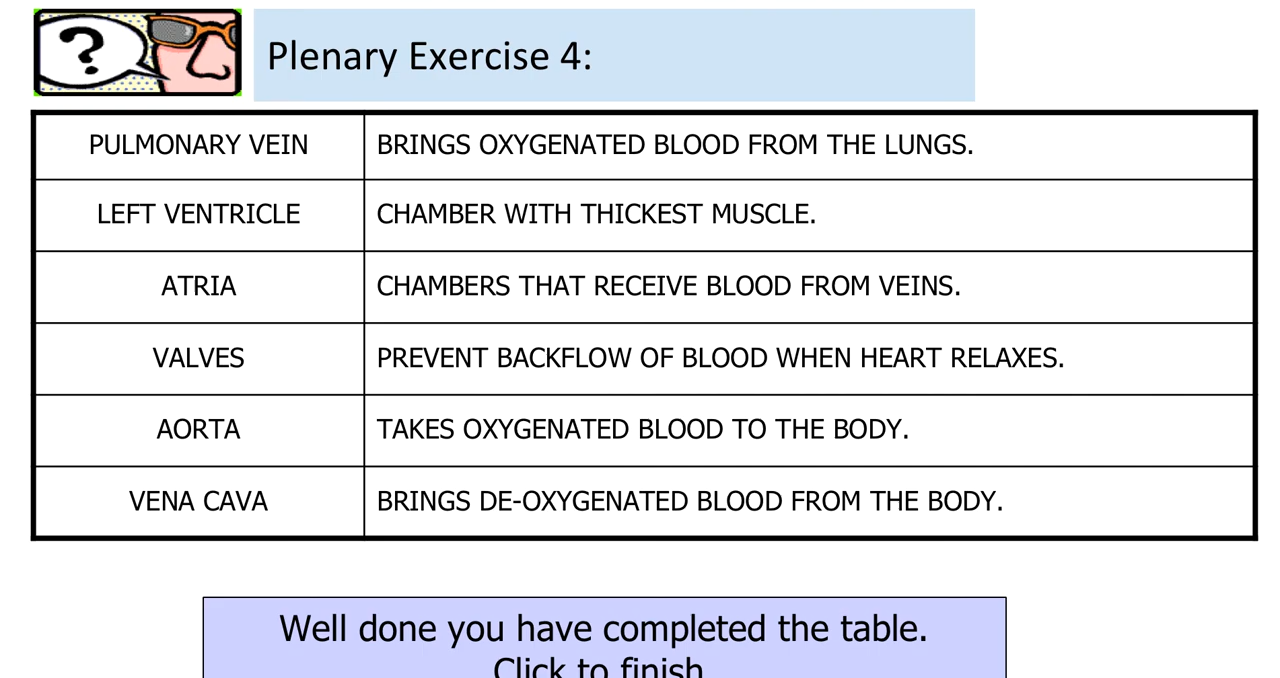 ?
Plenary Exercise 4:
PULMONARY VEIN
BRINGS OXYGENATED BLOOD FROM THE LUNGS.
LEFT VENTRICLE
CHAMBER WITH THICKEST MUSCLE.
ATRIA
CHAMBERS THAT RECEIVE BLOOD FROM VEINS.
VALVES
PREVENT BACKFLOW OF BLOOD WHEN HEART RELAXES.
AORTA
TAKES OXYGENATED BLOOD TO THE BODY.
VENA CAVA
BRINGS DE-OXYGENATED BLOOD FROM THE BODY.
Well done you have completed the table.
Click to finish